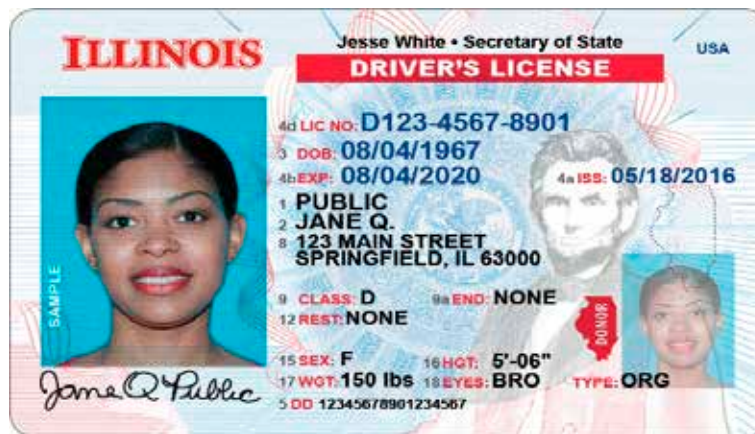 ILLINOIS
Jesse White • Secretary of State
USA
DRIVER'S LICENSE
4d LIC NO: D123-4567-8901
3 DOB: 08/04/1967
4b EXP: 08/04/2020 4a ISS: 05/18/2016
1 PUBLIC
2 JANE Q.
8 123 MAIN STREET
SPRINGFIELD, IL 63000
9 CLASS: D 9a END: NONE
12 REST: NONE
15 SEX: F 16 HGT: 5'-06"
17 WGT: 150 lbs 18 EYES: BRO TYPE: ORG
5 DD 12345678901234567
SAMPLE
Jane Q Public
DONOR